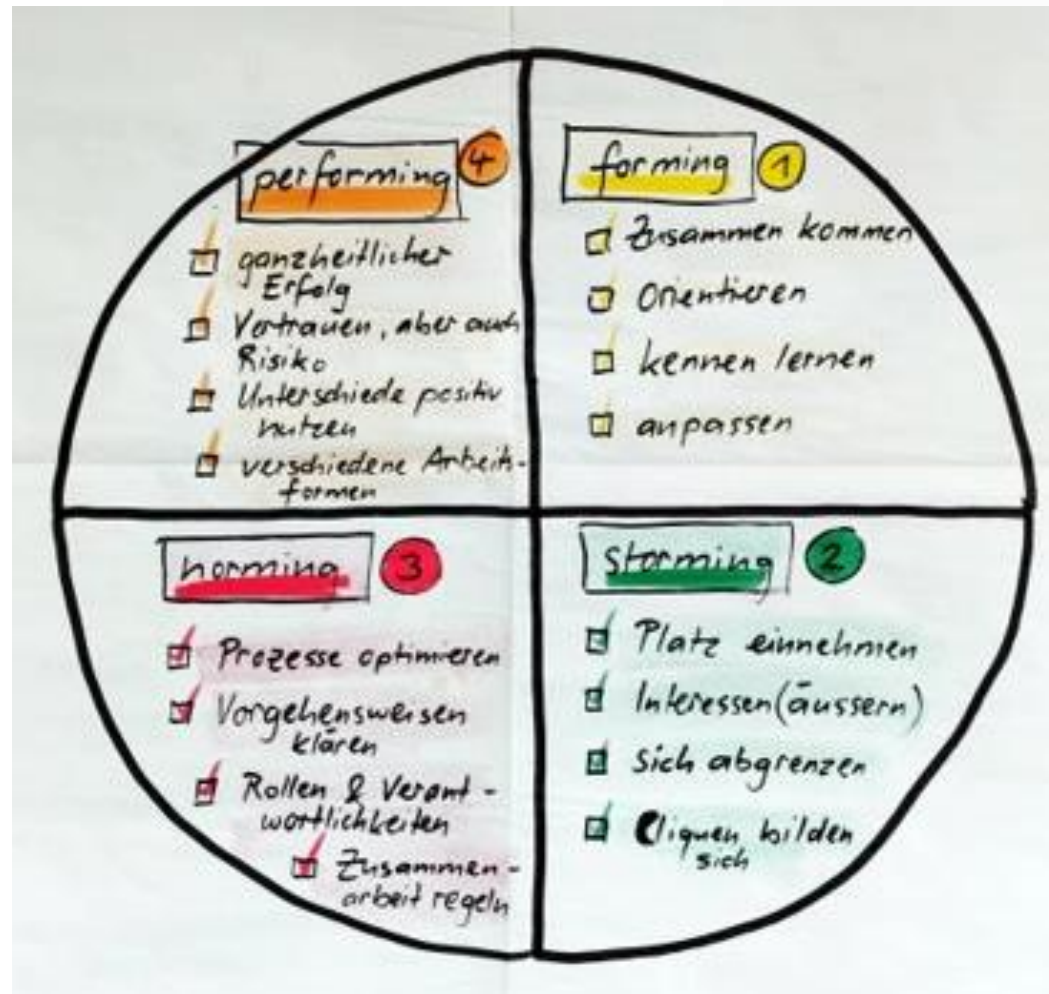 forming 1
Zusammen kommen
Orientieren
kennen lernen
anpassen
storming 2
Platz einnehmen
Interessen (äussern)
Sich abgrenzen
Cliquen bilden
sich
norming 3
Prozesse optimieren
Vorgehensweisen
klären
Rollen & Verant-
wortlichkeiten
Zusammen-
arbeit regeln
performing 4
ganzheitlicher
Erfolg
Vertrauen, aber auch
Risiko
Unterschiede positiv
nutzen
verschiedene Arbeits-
formen